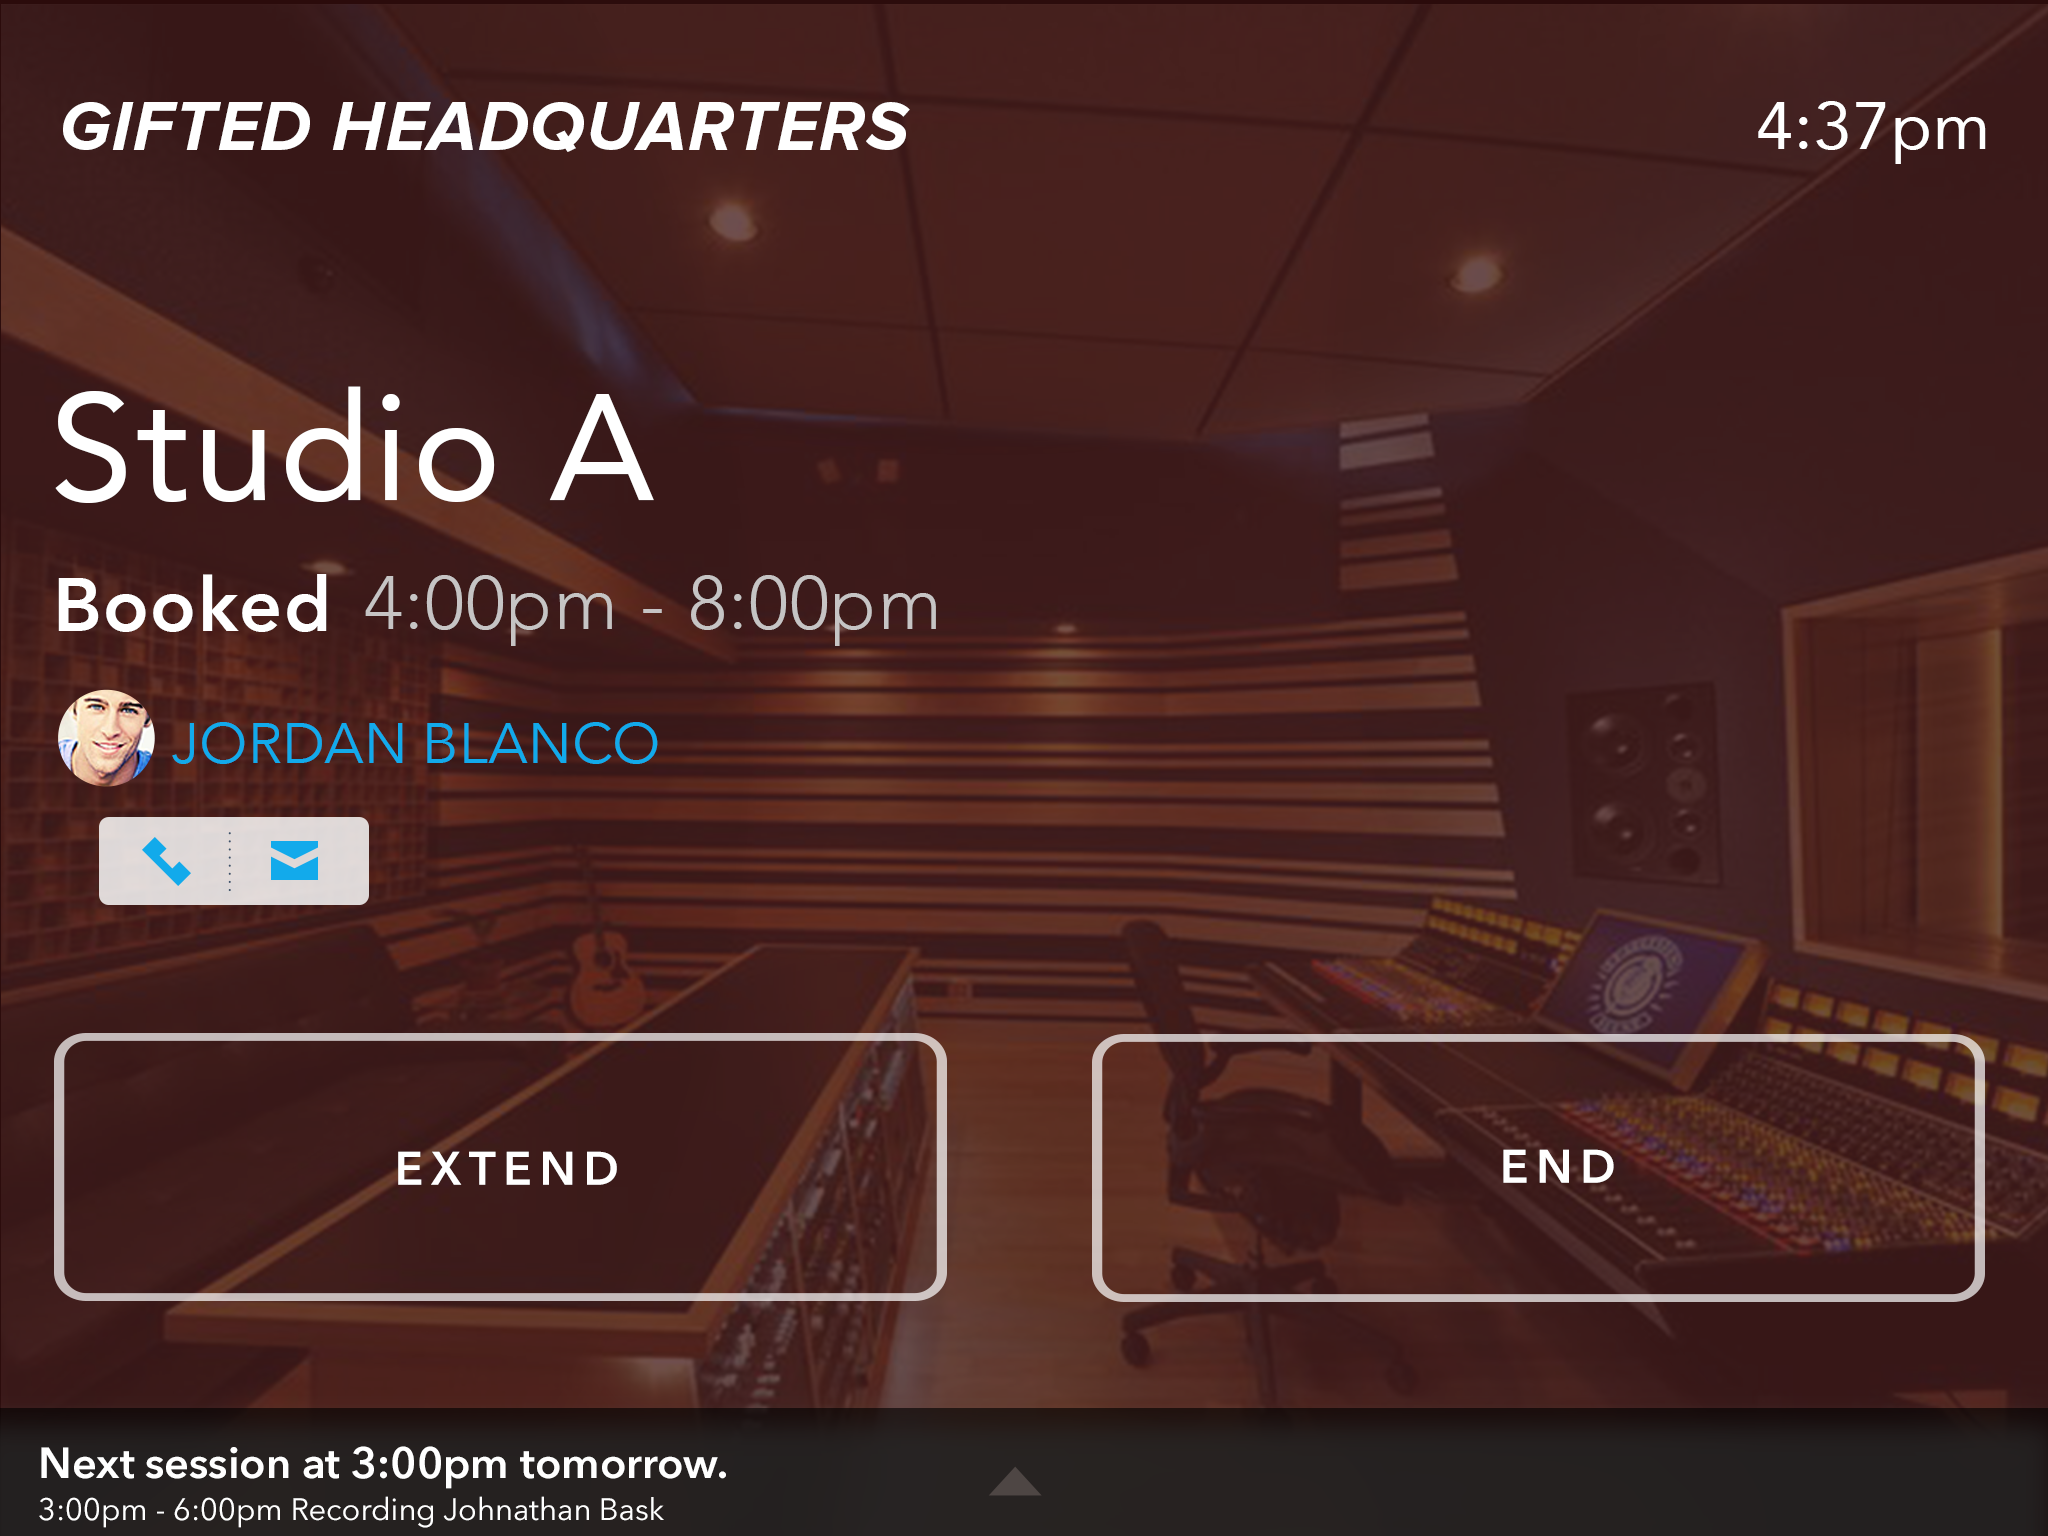 GIFTED HEADQUARTERS
4:37pm
Studio A
Booked 4:00pm - 8:00pm
JORDAN BLANCO
EXTEND
END
Next session at 3:00pm tomorrow.
3:00pm - 6:00pm Recording Johnathan Bask